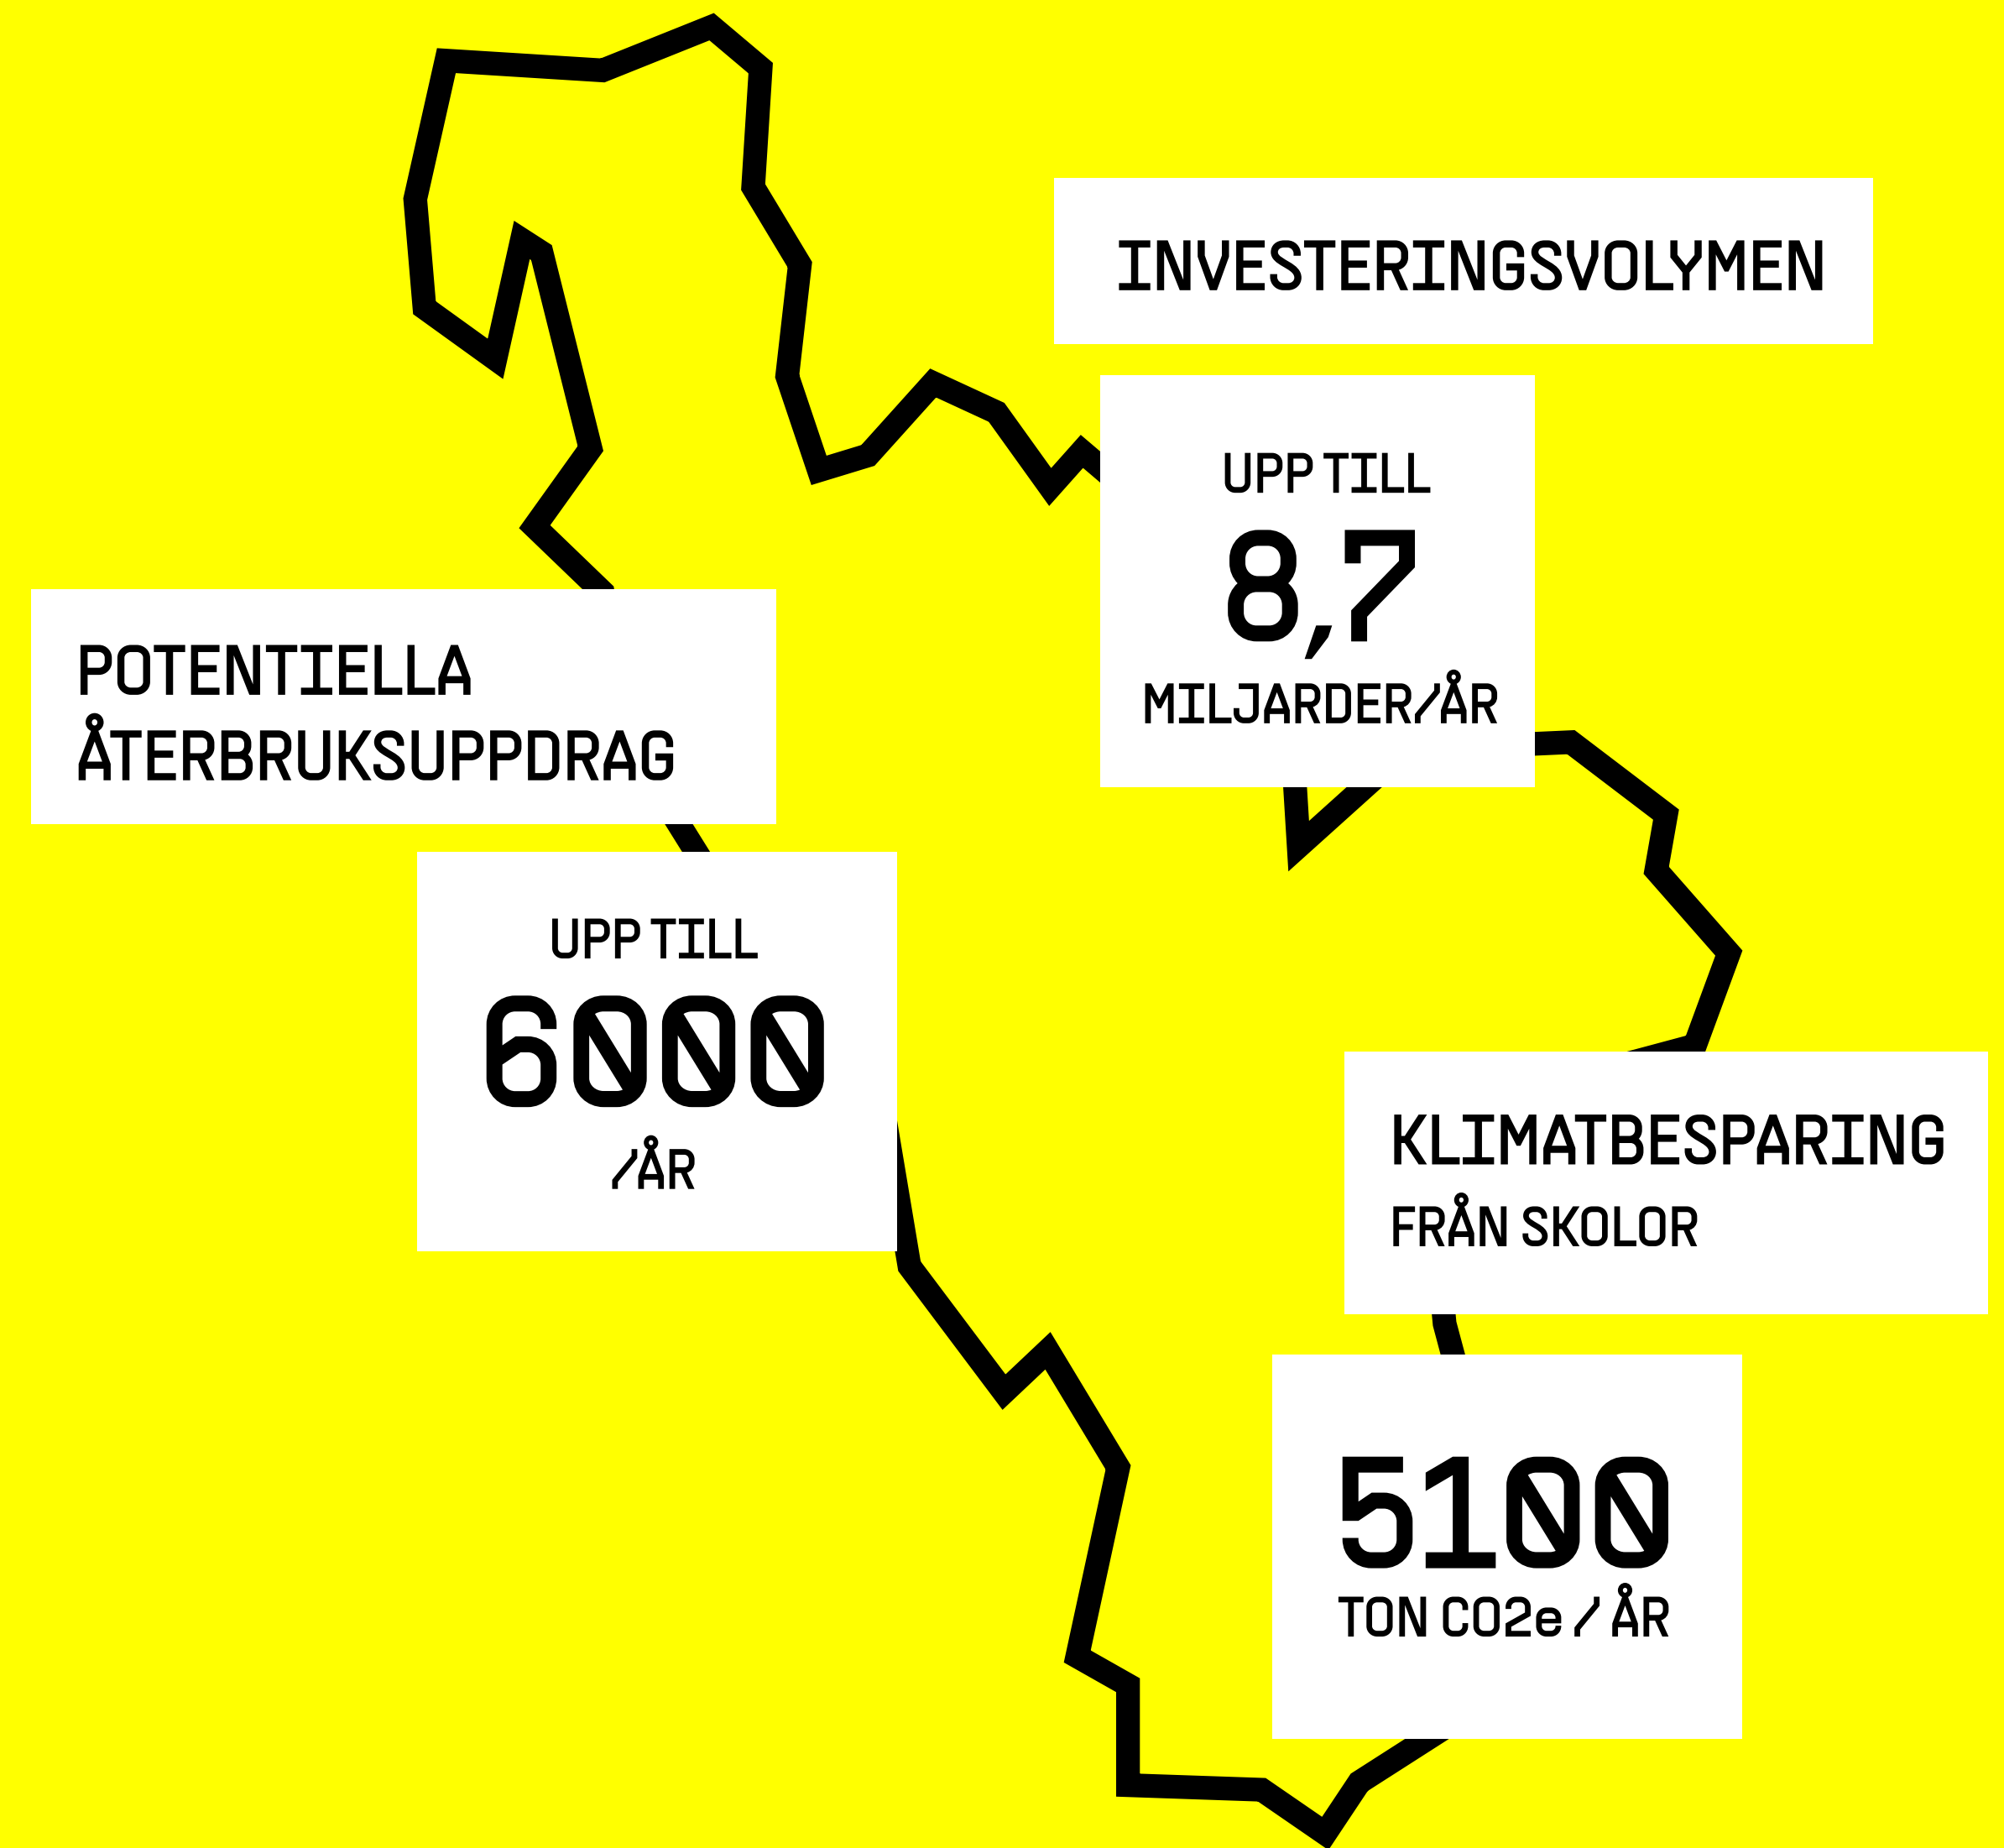 INVESTERINGSVOLYMEN
UPP TILL
8,7
MILJARDER/ÅR
POTENTIELLA
ÅTERBRUKSUPPDRAG
UPP TILL
6000
/ÅR
KLIMATBESPARING
FRÅN SKOLOR
5100
TON CO2e/ÅR